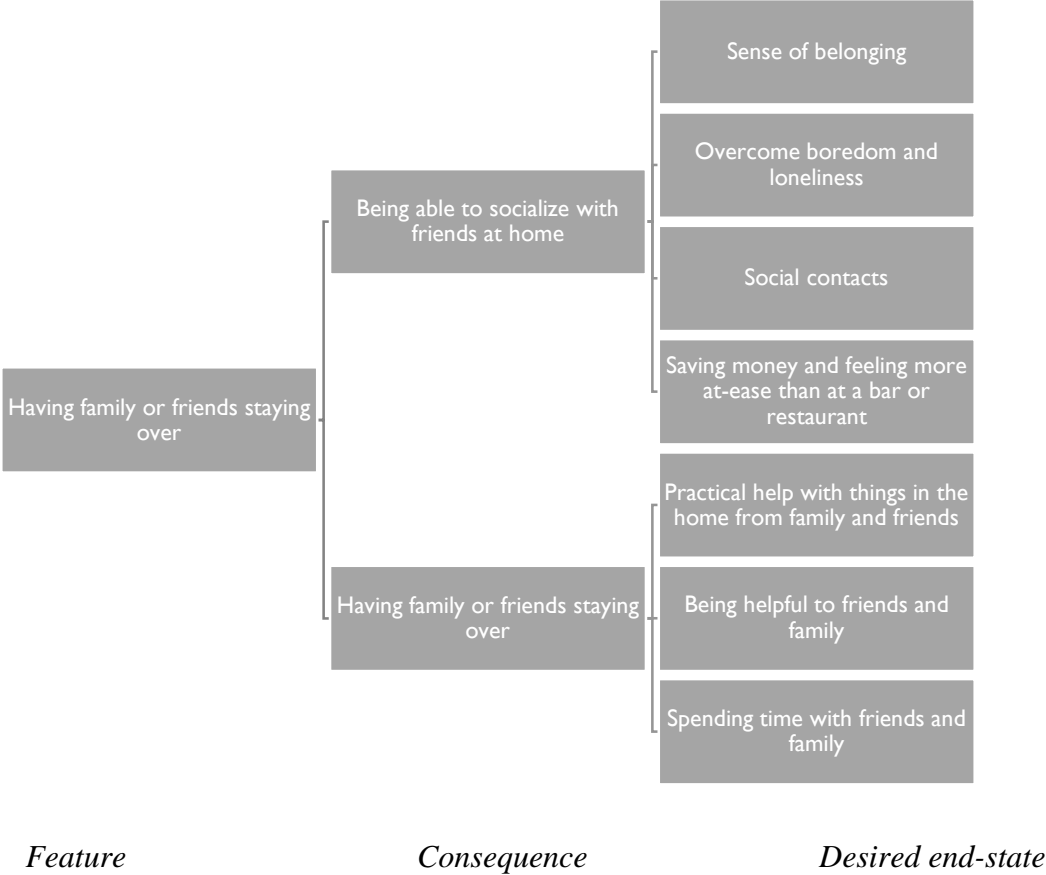 Sense of belonging
Overcome boredom and
loneliness
Being able to socialize with
friends at home
Social contacts
Saving money and feeling more
at-ease than at a bar or
restaurant
Having family or friends staying
over
Practical help with things in the
home from family and friends
Having family or friends staying
over
Being helpful to friends and
family
Spending time with friends and
family
Feature
Consequence
Desired end-state